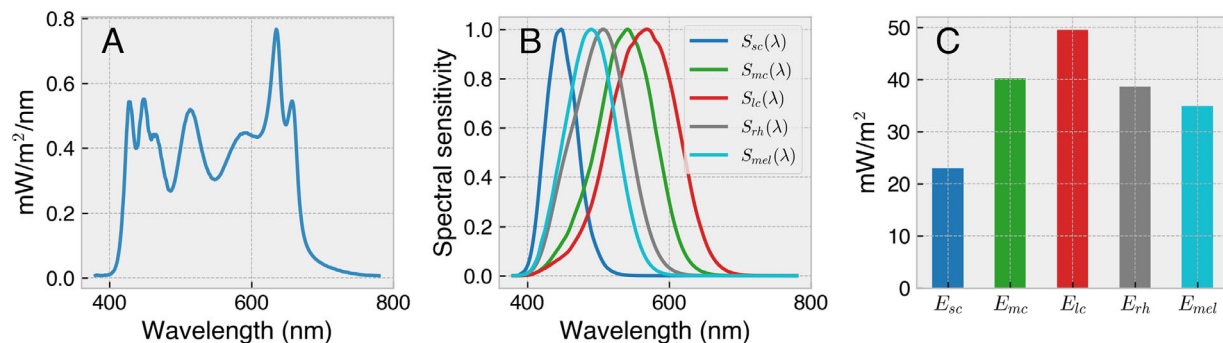 A
mW/m²/nm
0.8
0.6
0.4
0.2
0.0
400
600
800
Wavelength (nm)
B
Spectral sensitivity
1.0
0.8
0.6
0.4
0.2
0.0
400
600
800
Wavelength (nm)
S_sc(λ)
S_mc(λ)
S_lc(λ)
S_rh(λ)
S_mel(λ)
C
mW/m²
50
40
30
20
10
0
E_sc
E_mc
E_lc
E_rh
E_mel